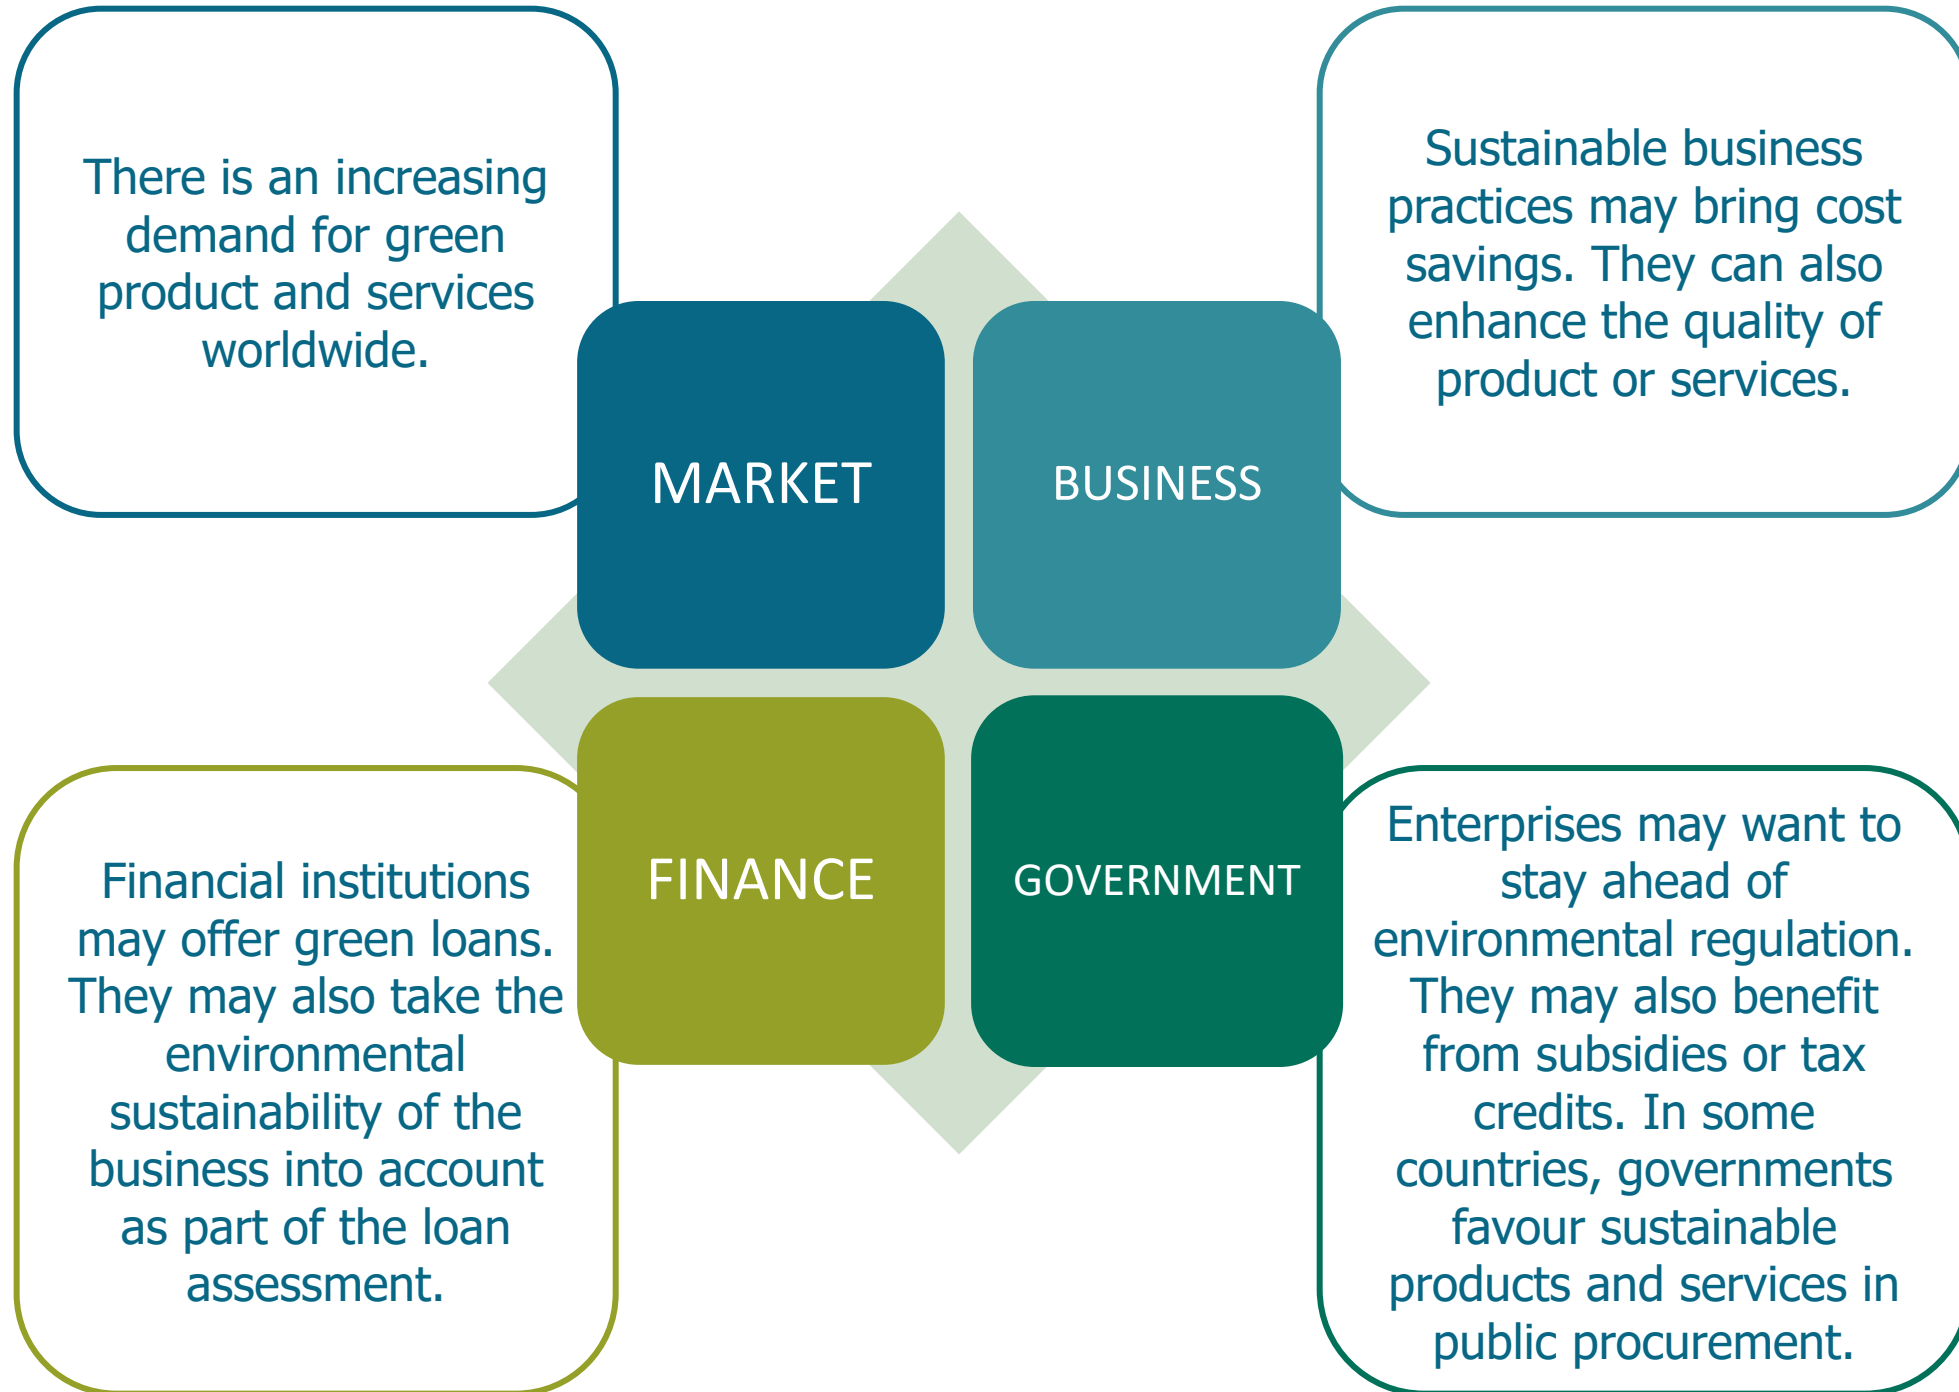 There is an increasing
demand for green
product and services
worldwide.
Sustainable business
practices may bring cost
savings. They can also
enhance the quality of
product or services.
MARKET
BUSINESS
FINANCE
GOVERNMENT
Financial institutions
may offer green loans.
They may also take the
environmental
sustainability of the
business into account
as part of the loan
assessment.
Enterprises may want to
stay ahead of
environmental regulation.
They may also benefit
from subsidies or tax
credits. In some
countries, governments
favour sustainable
products and services in
public procurement.